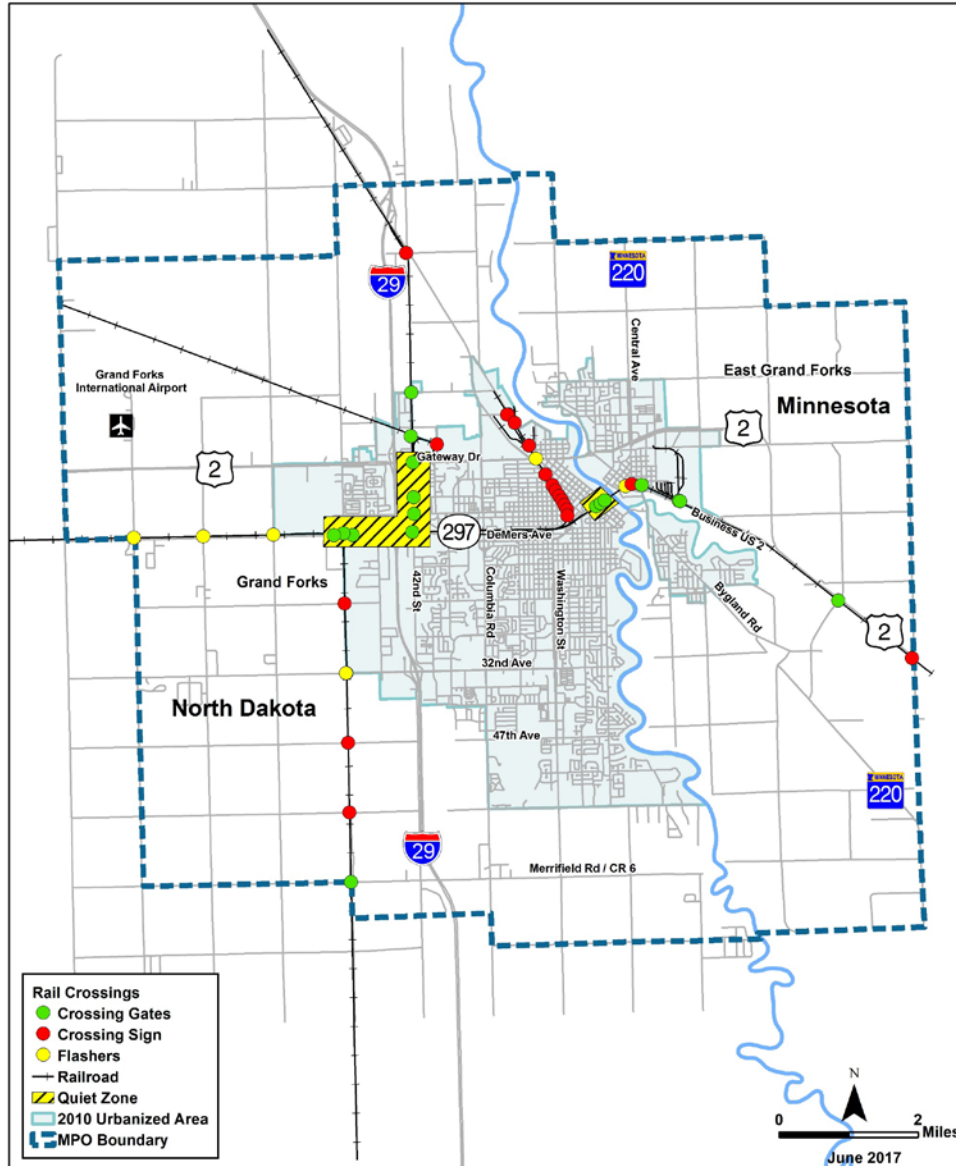 29
MINNESOTA
220
Central Ave
Grand Forks
International Airport
East Grand Forks
Minnesota
2
Gateway Dr
2
297
DeMers Ave
Business US 2
Grand Forks
42nd St
Columbia Rd
Washington St
Bygland Rd
2
32nd Ave
North Dakota
47th Ave
MINNESOTA
220
29
Merrifield Rd / CR 6
Rail Crossings
Crossing Gates
Crossing Sign
Flashers
Railroad
Quiet Zone
2010 Urbanized Area
MPO Boundary
N
0 2
Miles
June 2017